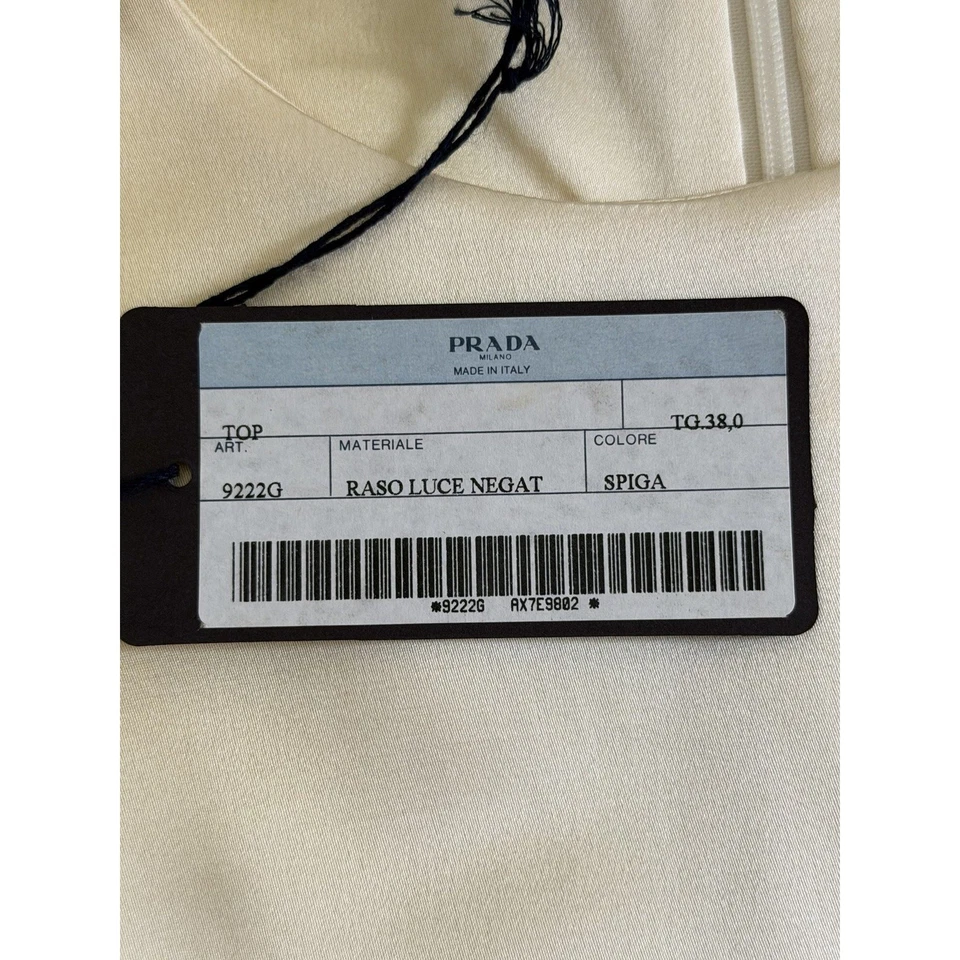 PRADA
MILANO
MADE IN ITALY
TOP TG.38,0
ART. MATERIALE COLORE
9222G RASO LUCE NEGAT SPIGA
*9222G AX7E9802 *